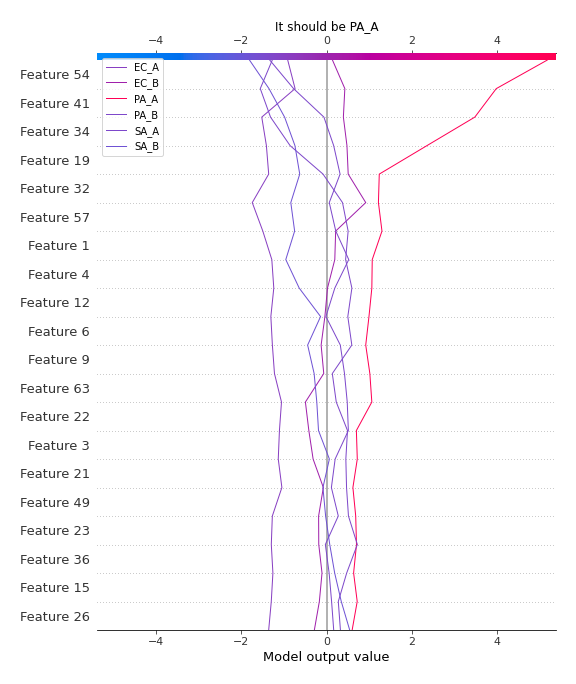 It should be PA_A
−4 −2 0 2 4
EC_A
EC_B
PA_A
PA_B
SA_A
SA_B
Feature 54
Feature 41
Feature 34
Feature 19
Feature 32
Feature 57
Feature 1
Feature 4
Feature 12
Feature 6
Feature 9
Feature 63
Feature 22
Feature 3
Feature 21
Feature 49
Feature 23
Feature 36
Feature 15
Feature 26
−4 −2 0 2 4
Model output value